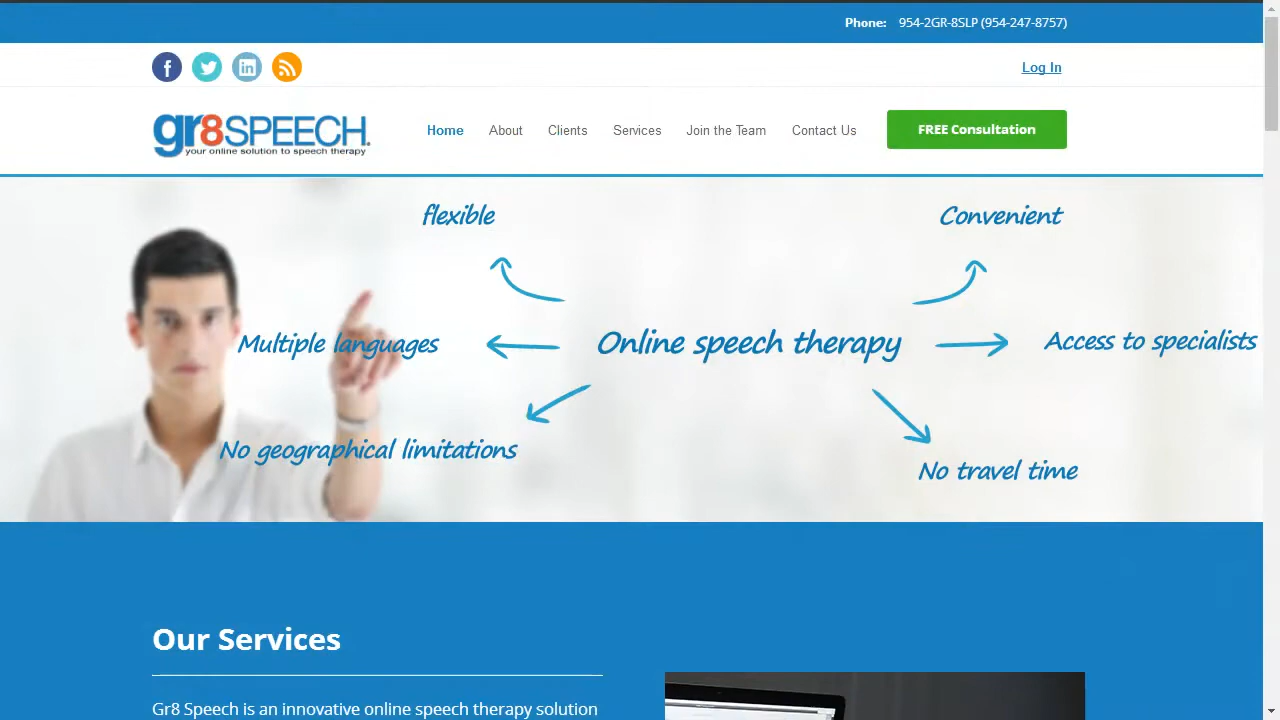 Phone: 954-2GR-8SLP (954-247-8757)
Log In
gr8SPEECH®
your online solution to speech therapy
Home About Clients Services Join the Team Contact Us FREE Consultation
flexible Convenient
Multiple languages Online speech therapy Access to specialists
No geographical limitations
No travel time
Our Services
Gr8 Speech is an innovative online speech therapy solution